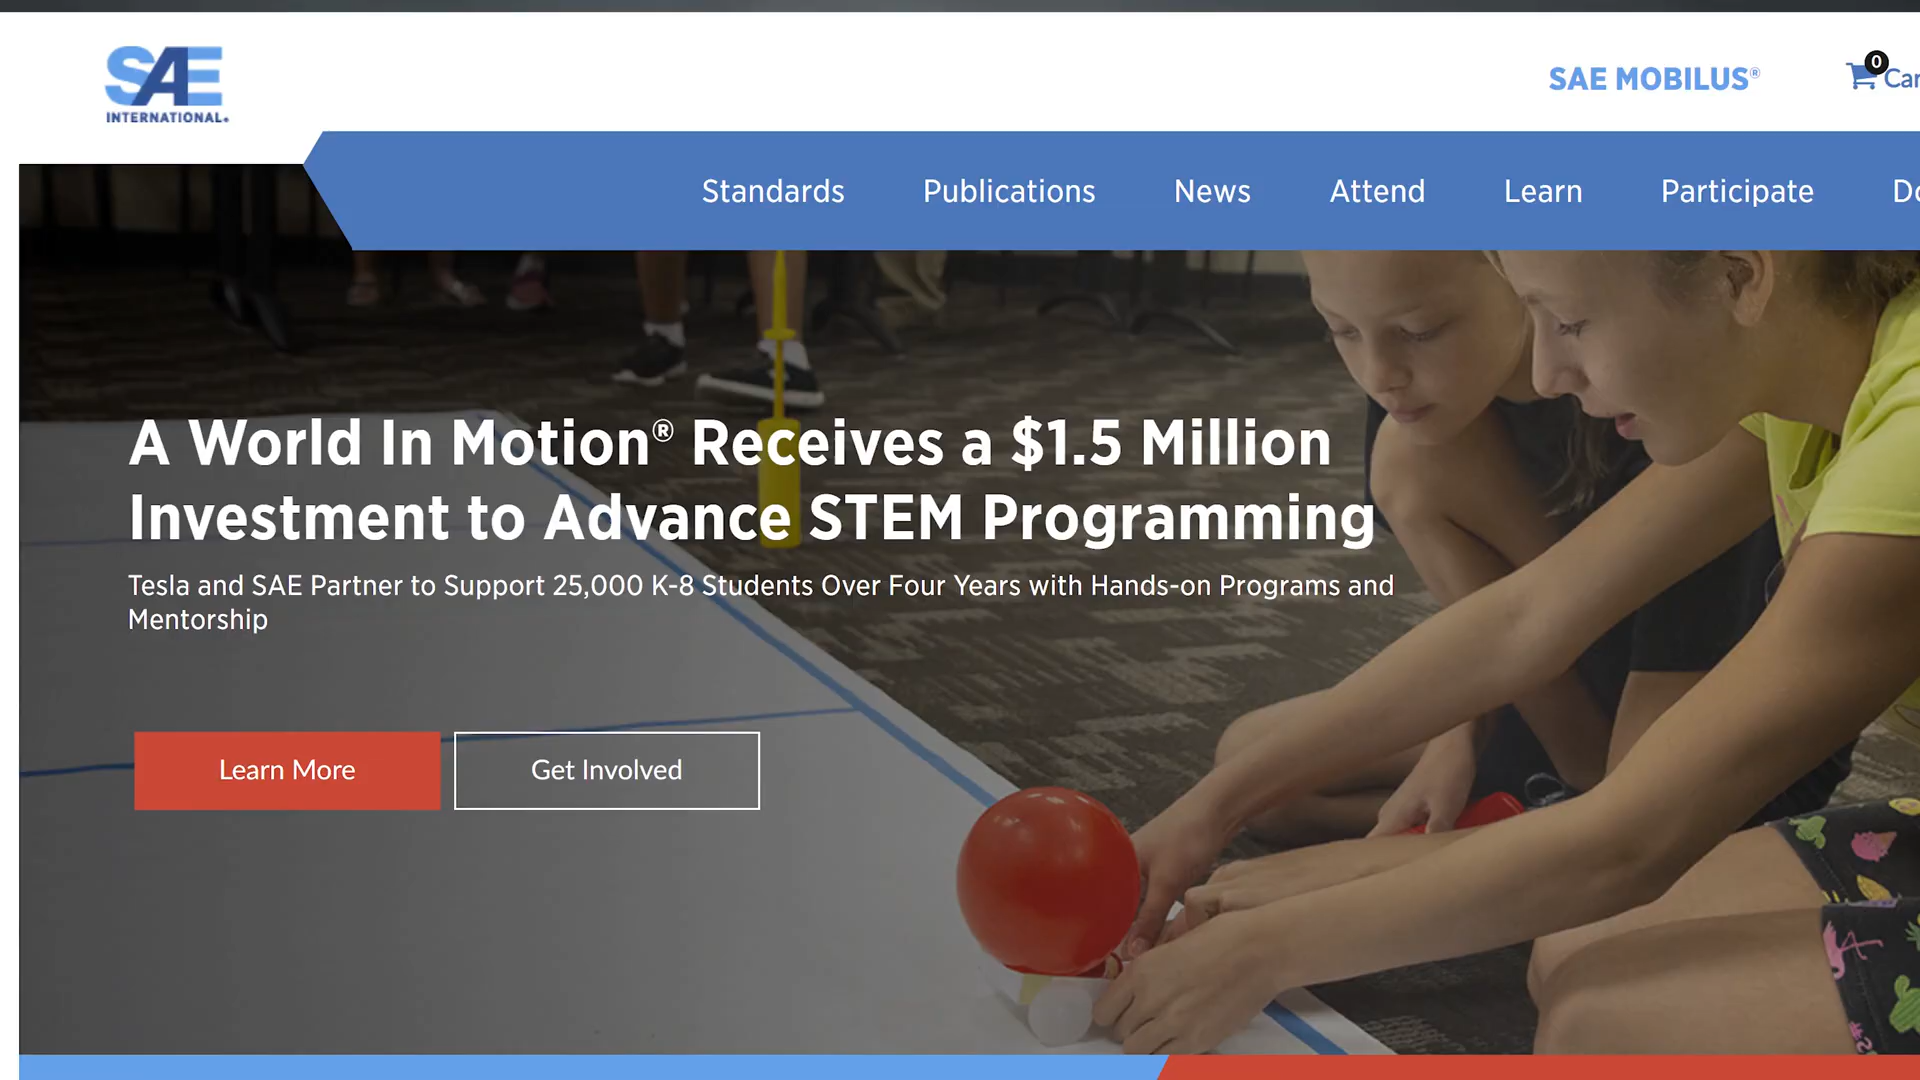 SAE
INTERNATIONAL®
SAE MOBILUS®
0
Standards
Publications
News
Attend
Learn
Participate
A World In Motion® Receives a $1.5 Million
Investment to Advance STEM Programming
Tesla and SAE Partner to Support 25,000 K-8 Students Over Four Years with Hands-on Programs and
Mentorship
Learn More
Get Involved